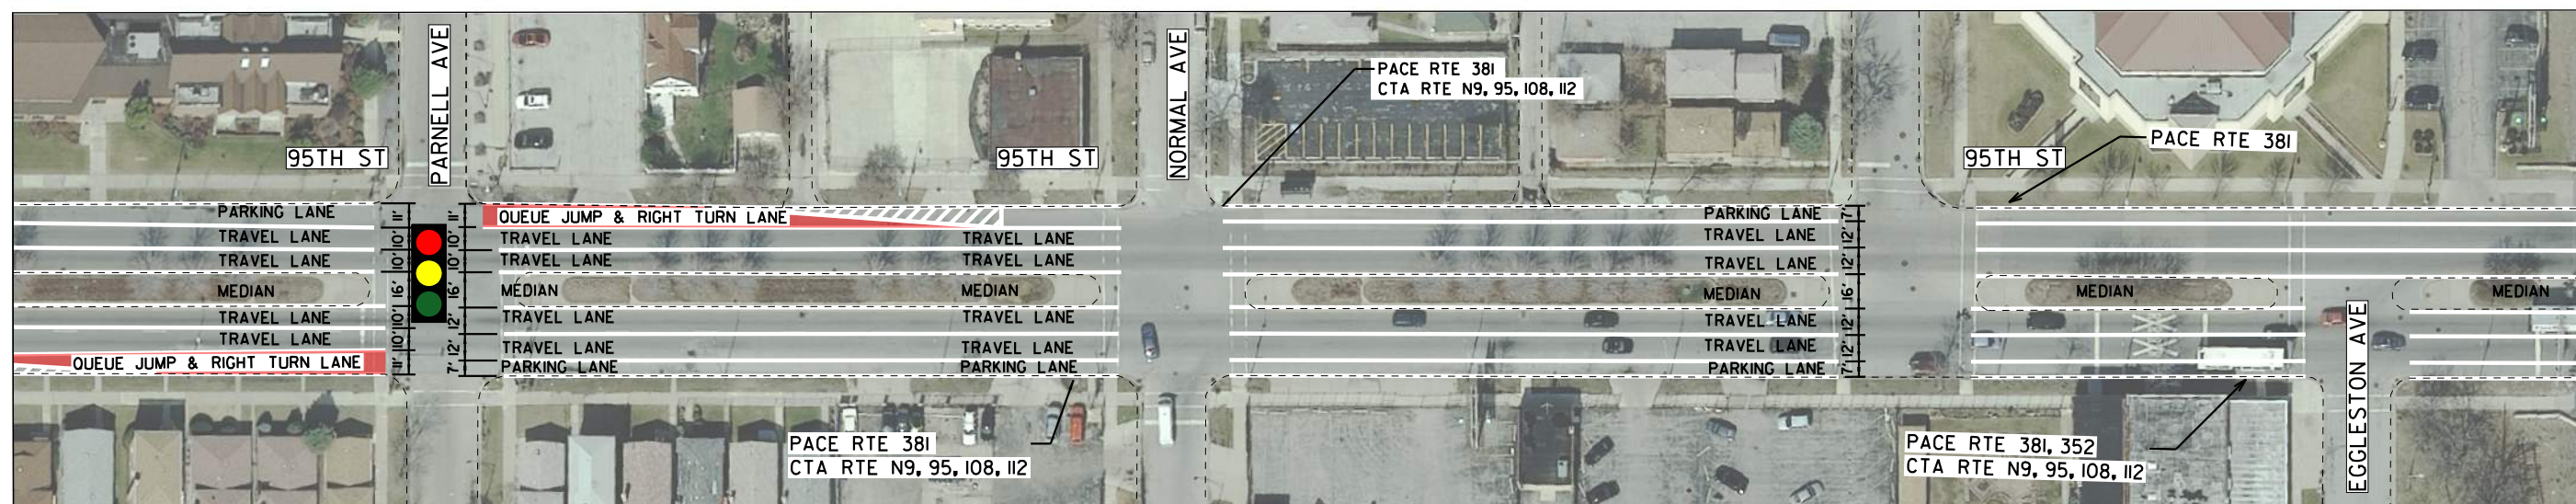 PARNELL AVE
NORMAL AVE
PACE RTE 381
CTA RTE N9, 95, 108, 112
PACE RTE 381
95TH ST
95TH ST
95TH ST
PARKING LANE
TRAVEL LANE
TRAVEL LANE
MEDIAN
TRAVEL LANE
TRAVEL LANE
QUEUE JUMP & RIGHT TURN LANE
11'
10'
10'
16'
10'
10'
11'
11'
10'
10'
16'
12'
12'
7'
QUEUE JUMP & RIGHT TURN LANE
TRAVEL LANE
TRAVEL LANE
MEDIAN
TRAVEL LANE
TRAVEL LANE
PARKING LANE
TRAVEL LANE
TRAVEL LANE
MEDIAN
TRAVEL LANE
TRAVEL LANE
PARKING LANE
PARKING LANE
TRAVEL LANE
TRAVEL LANE
MEDIAN
TRAVEL LANE
TRAVEL LANE
PARKING LANE
7'
12'
12'
16'
12'
12'
7'
MEDIAN
MEDIAN
PACE RTE 381
CTA RTE N9, 95, 108, 112
PACE RTE 381, 352
CTA RTE N9, 95, 108, 112
EGGLESTON AVE